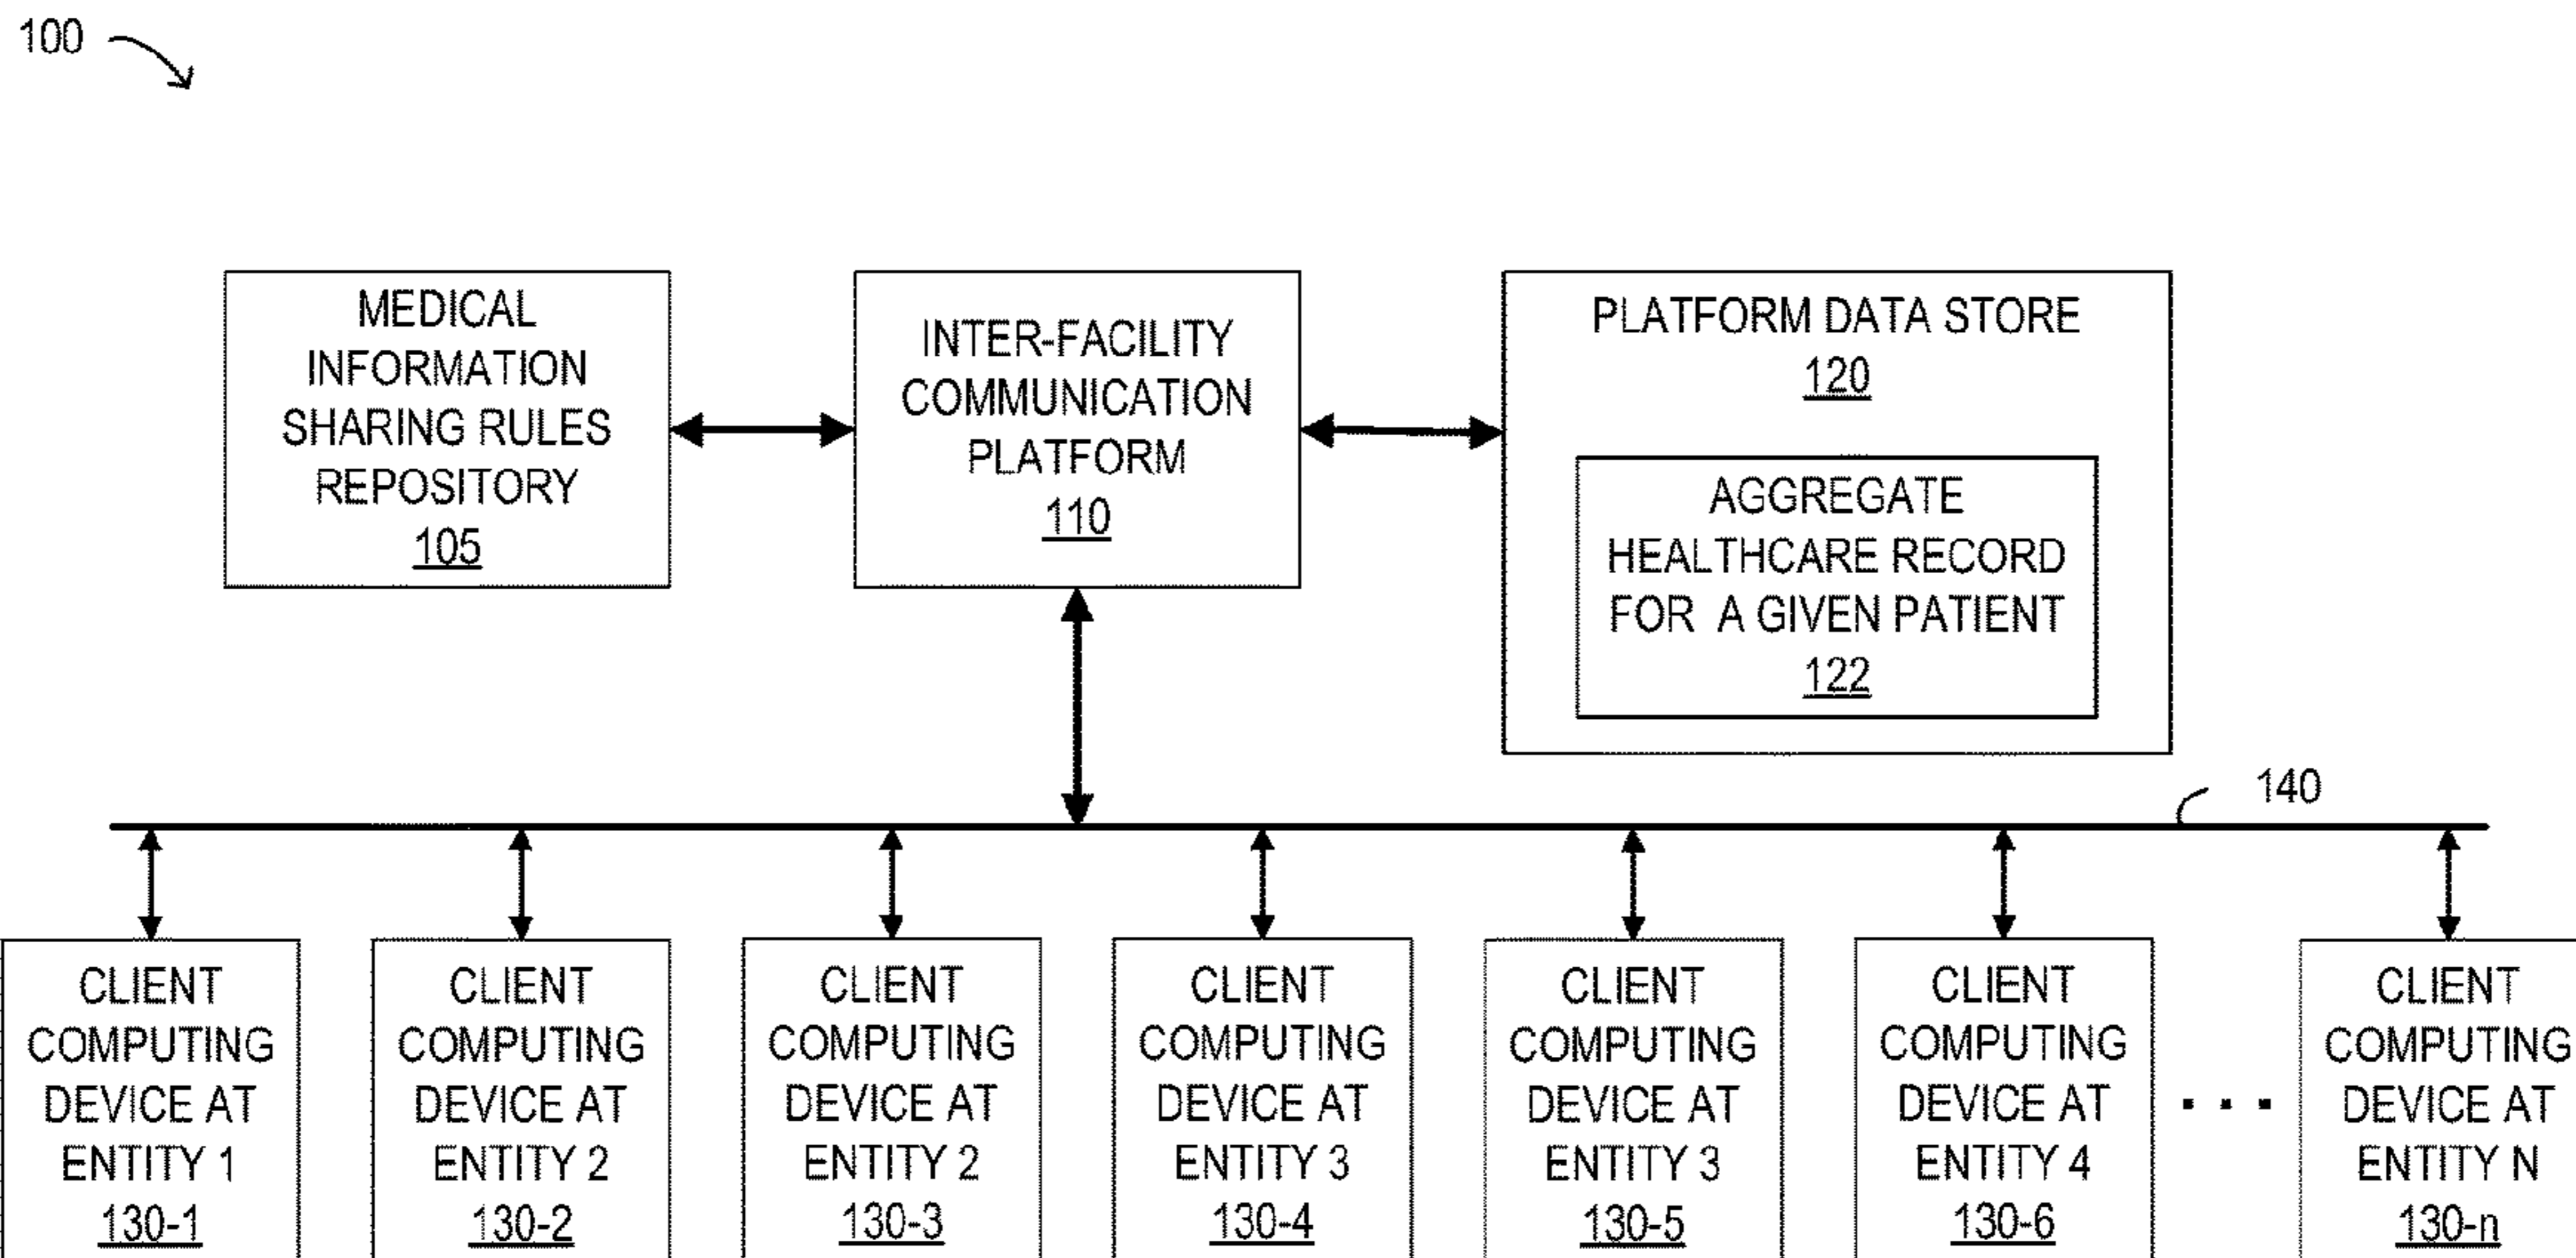 100
MEDICAL
INFORMATION
SHARING RULES
REPOSITORY
105
INTER-FACILITY
COMMUNICATION
PLATFORM
110
PLATFORM DATA STORE
120
AGGREGATE
HEALTHCARE RECORD
FOR A GIVEN PATIENT
122
140
CLIENT
COMPUTING
DEVICE AT
ENTITY 1
130-1
CLIENT
COMPUTING
DEVICE AT
ENTITY 2
130-2
CLIENT
COMPUTING
DEVICE AT
ENTITY 2
130-3
CLIENT
COMPUTING
DEVICE AT
ENTITY 3
130-4
CLIENT
COMPUTING
DEVICE AT
ENTITY 3
130-5
CLIENT
COMPUTING
DEVICE AT
ENTITY 4
130-6
...
CLIENT
COMPUTING
DEVICE AT
ENTITY N
130-n